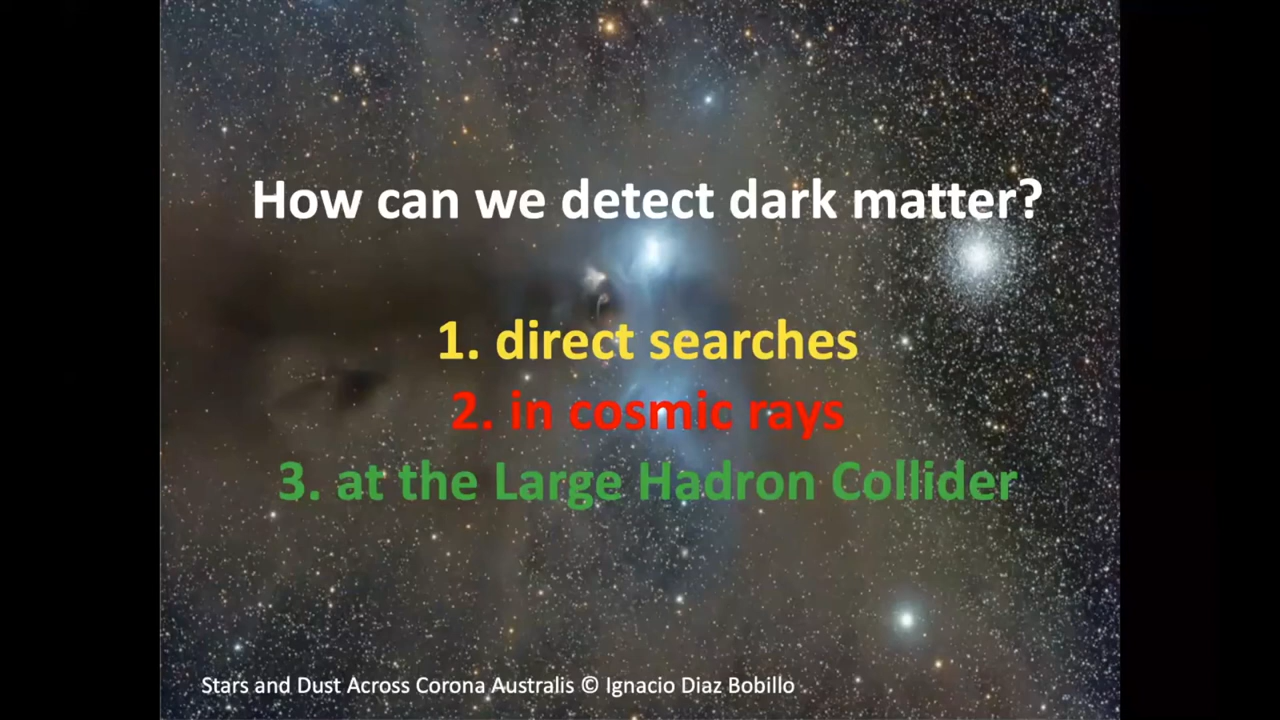 How can we detect dark matter?
1. direct searches
2. in cosmic rays
3. at the Large Hadron Collider
Stars and Dust Across Corona Australis © Ignacio Diaz Bobillo